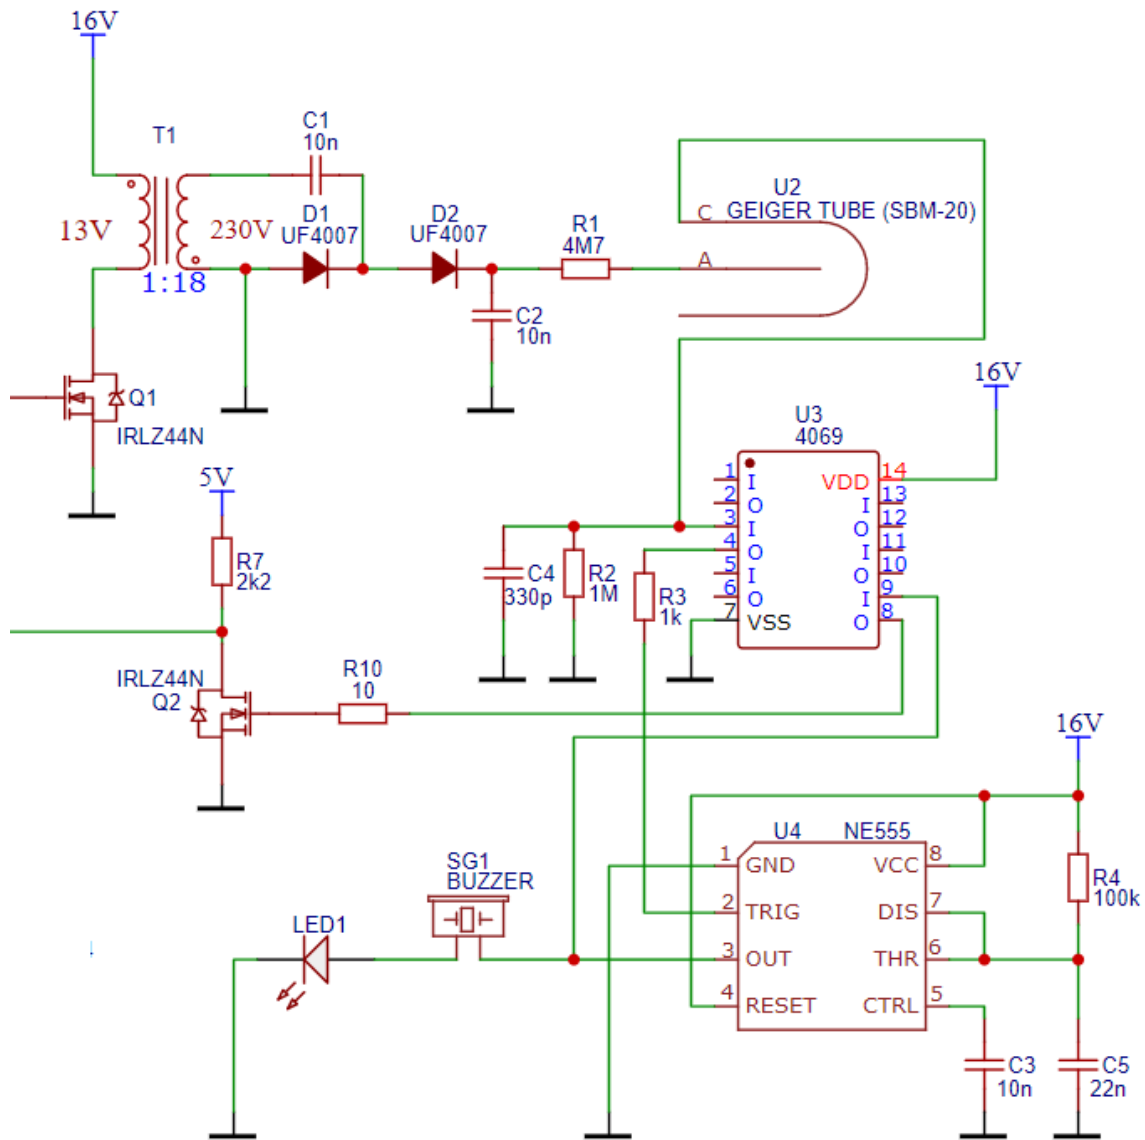 16V
T1
C1
10n
13V
230V
1:18
D1
UF4007
D2
UF4007
R1
4M7
U2
GEIGER TUBE (SBM-20)
C
A
C2
10n
Q1
IRLZ44N
16V
U3
4069
1 I
2 O
3 I
4 O
5 I
6 O
7 VSS
VDD 14
I 13
O 12
I 11
O 10
I 9
O 8
5V
R7
2k2
C4
330p
R2
1M
R3
1k
IRLZ44N
Q2
R10
10
16V
U4 NE555
1 GND
2 TRIG
3 OUT
4 RESET
VCC 8
DIS 7
THR 6
CTRL 5
R4
100k
SG1
BUZZER
LED1
C3
10n
C5
22n